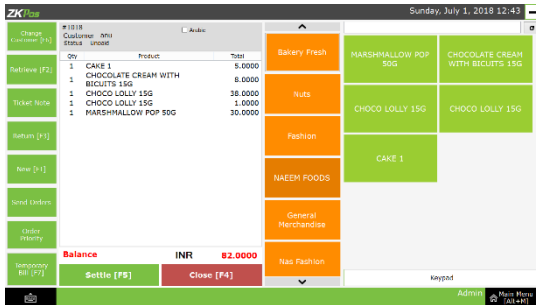 ZKPos
Sunday, July 1, 2018 12:43
Change
Customer [F6]
Retrieve [F2]
Ticket Note
Return [F3]
New [F1]
Send Orders
Order
Priority
Temporary
Bill [F7]
#1018
Customer
Status unpaid
Arabic
Qty Product Total
1 CAKE 1 5.0000
1 CHOCOLATE CREAM WITH BICUITS 15G 8.0000
1 CHOCO LOLLY 15G 38.0000
1 CHOCO LOLLY 15G 1.0000
1 MARSHMALLOW POP 50G 30.0000
Balance INR 82.0000
Settle [F5]
Close [F4]
Bakery Fresh
Nuts
Fashion
NAEEM FOODS
General
Merchandise
Nas Fashion
MARSHMALLOW POP
50G
CHOCOLATE CREAM
WITH BICUITS 15G
CHOCO LOLLY 15G
CHOCO LOLLY 15G
CAKE 1
Keypad
Admin
Main Menu
[Alt+M]